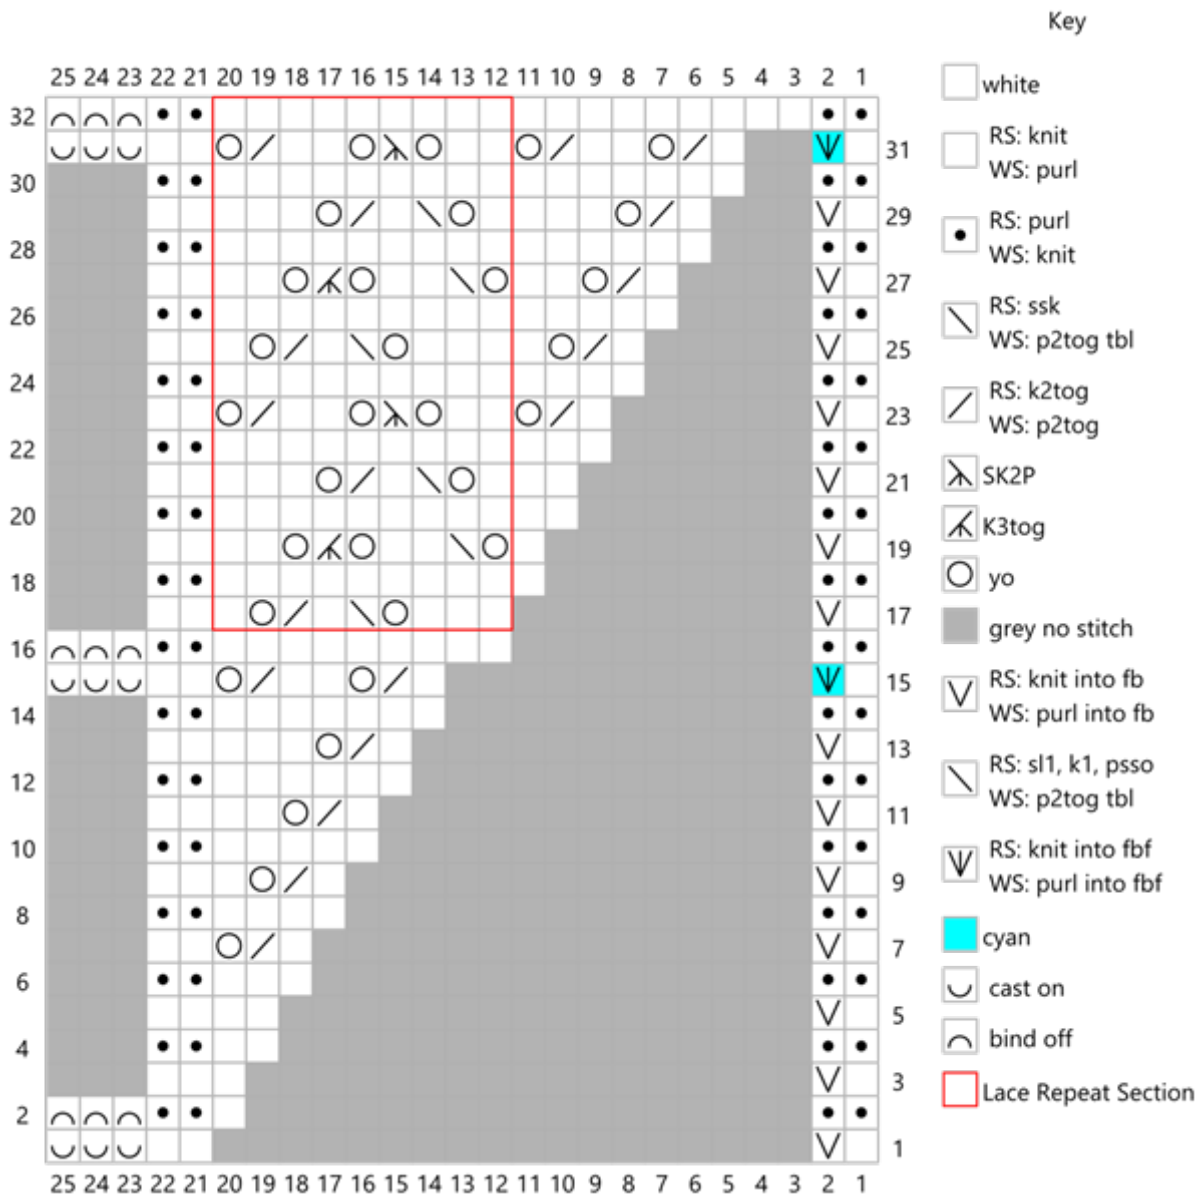 Key
25 24 23 22 21 20 19 18 17 16 15 14 13 12 11 10 9 8 7 6 5 4 3 2 1
32
31
30
29
28
27
26
25
24
23
22
21
20
19
18
17
16
15
14
13
12
11
10
9
8
7
6
5
4
3
2
1
25 24 23 22 21 20 19 18 17 16 15 14 13 12 11 10 9 8 7 6 5 4 3 2 1
white
RS: knit
WS: purl
RS: purl
WS: knit
RS: ssk
WS: p2tog tbl
RS: k2tog
WS: p2tog
SK2P
K3tog
yo
grey no stitch
RS: knit into fb
WS: purl into fb
RS: sl1, k1, psso
WS: p2tog tbl
RS: knit into fbf
WS: purl into fbf
cyan
cast on
bind off
Lace Repeat Section